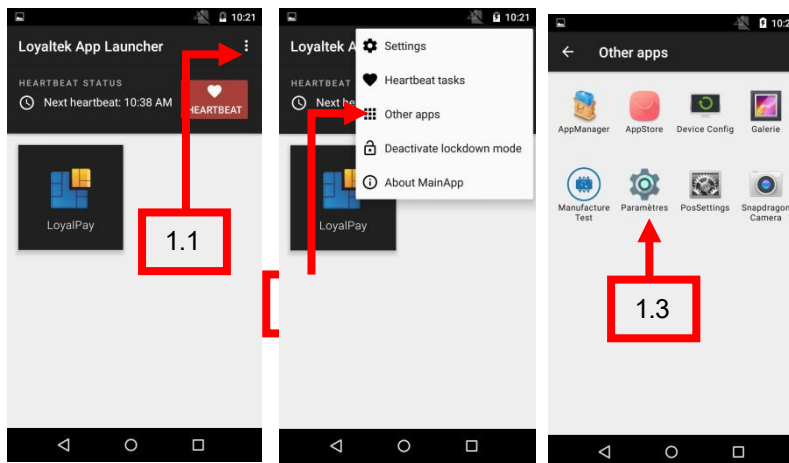 10:21
Loyaltek App Launcher
HEARTBEAT STATUS
Next heartbeat: 10:38 AM
HEARTBEAT
LoyalPay
1.1
10:21
Loyaltek A
Settings
HEARTBEAT
Heartbeat tasks
Next he
Other apps
Deactivate lockdown mode
About MainApp
LoyalPay
10:2
Other apps
AppManager AppStore Device Config Galerie
Manufacture Paramètres PosSettings Snapdragon
Test Camera
1.3